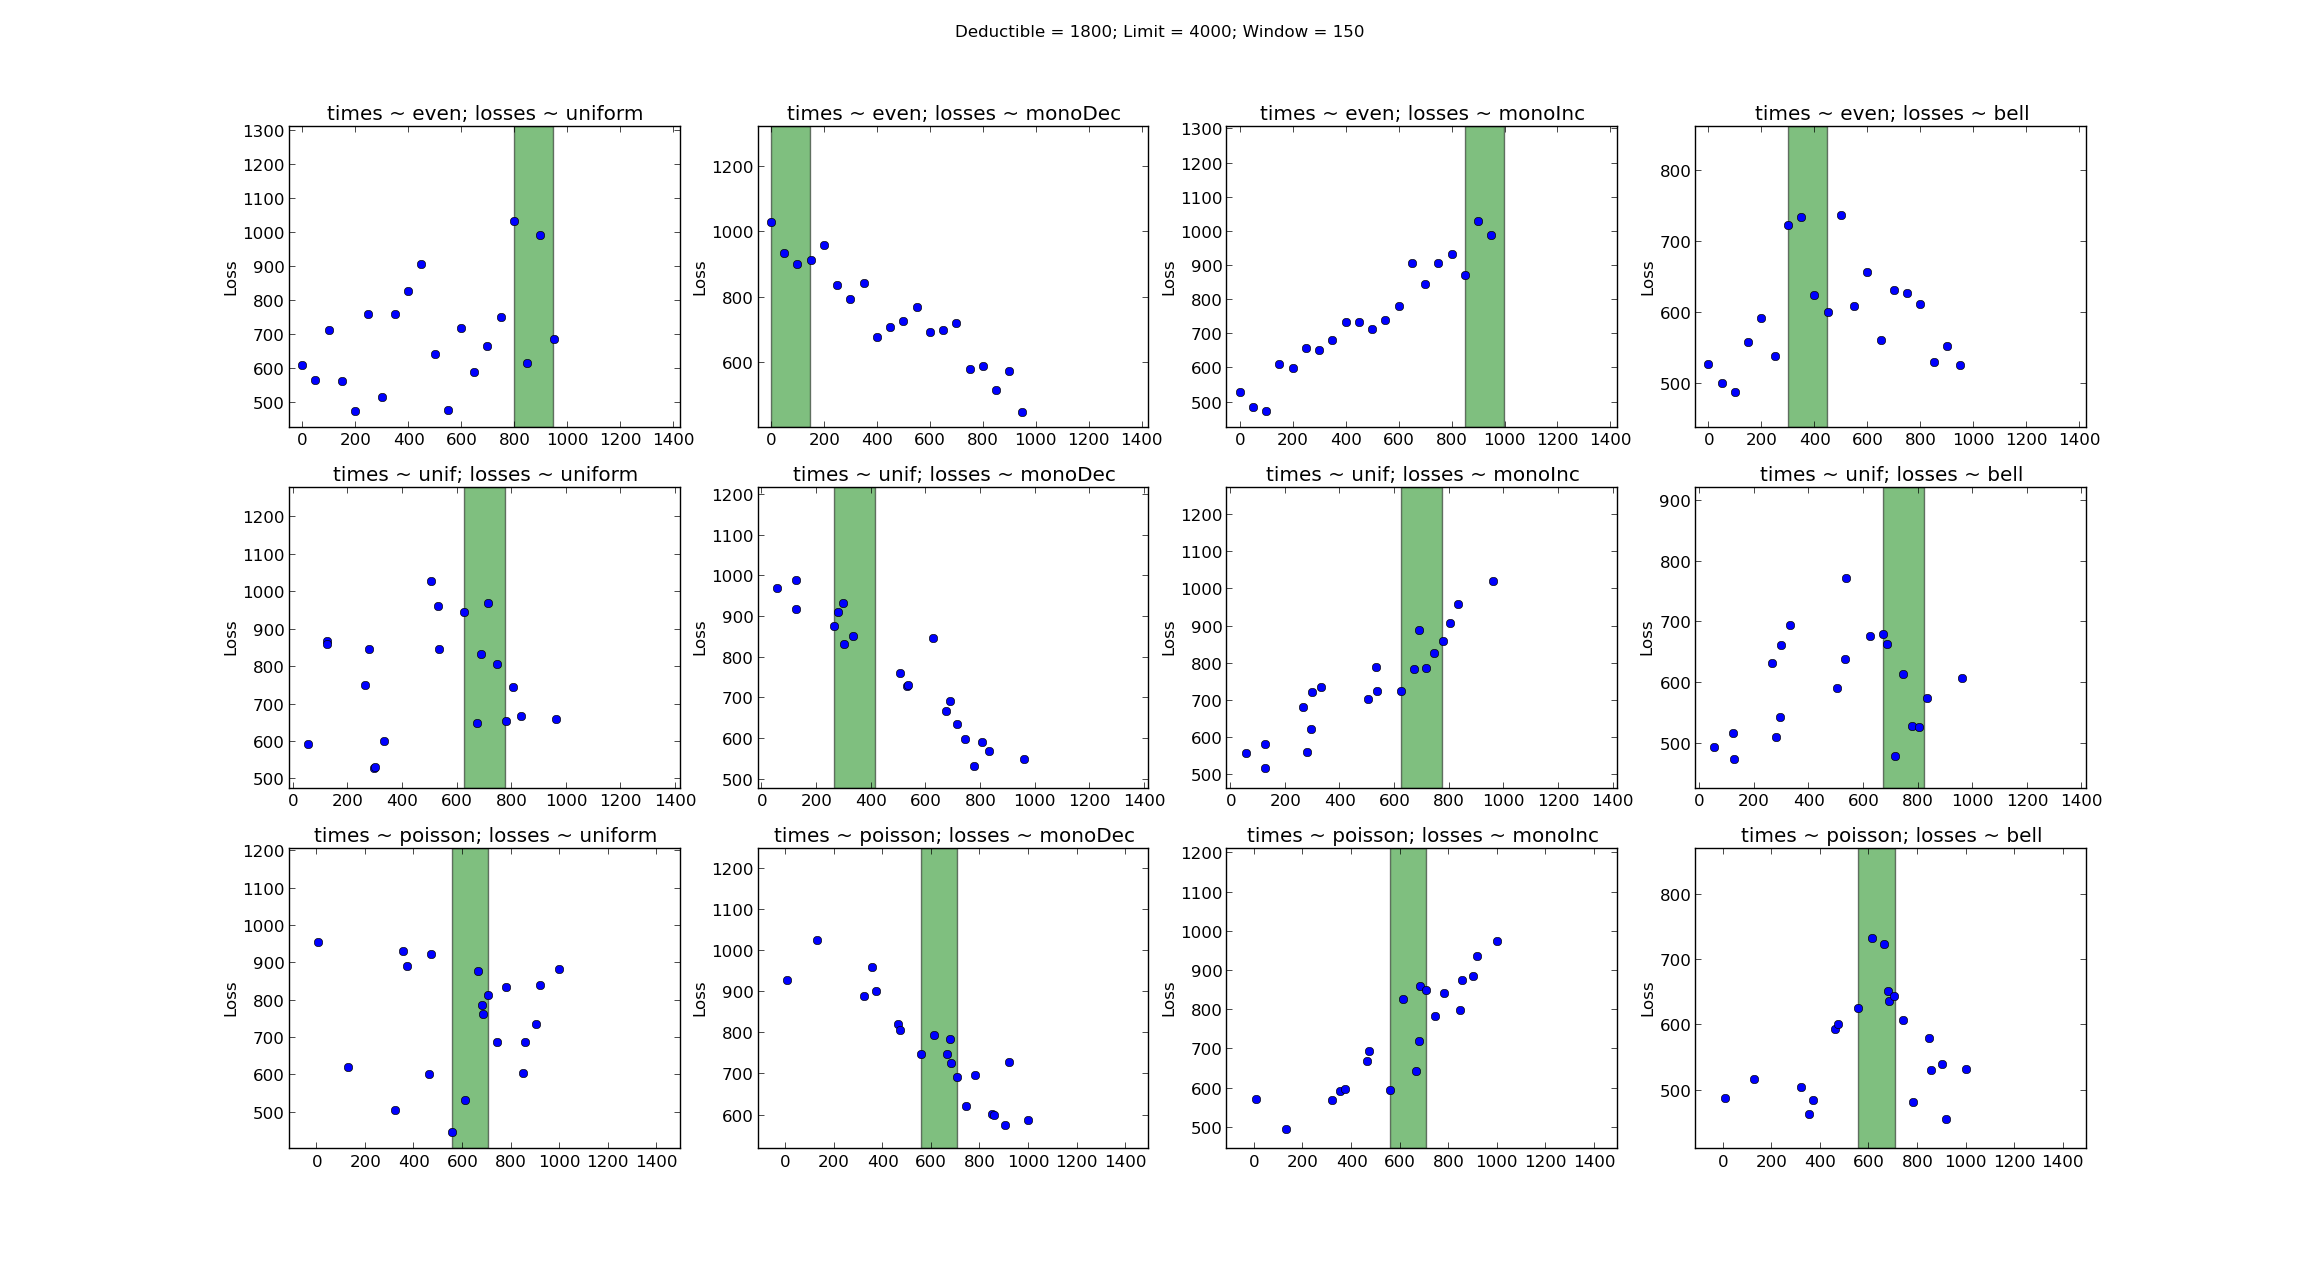 Deductible = 1800; Limit = 4000; Window = 150
times ~ even; losses ~ uniform
Loss
1300
1200
1100
1000
900
800
700
600
500
0 200 400 600 800 1000 1200 1400
times ~ even; losses ~ monoDec
Loss
1200
1000
800
600
0 200 400 600 800 1000 1200 1400
times ~ even; losses ~ monoInc
Loss
1300
1200
1100
1000
900
800
700
600
500
0 200 400 600 800 1000 1200 1400
times ~ even; losses ~ bell
Loss
800
700
600
500
0 200 400 600 800 1000 1200 1400
times ~ unif; losses ~ uniform
Loss
1200
1100
1000
900
800
700
600
500
0 200 400 600 800 1000 1200 1400
times ~ unif; losses ~ monoDec
Loss
1200
1100
1000
900
800
700
600
500
0 200 400 600 800 1000 1200 1400
times ~ unif; losses ~ monoInc
Loss
1200
1100
1000
900
800
700
600
500
0 200 400 600 800 1000 1200 1400
times ~ unif; losses ~ bell
Loss
900
800
700
600
500
0 200 400 600 800 1000 1200 1400
times ~ poisson; losses ~ uniform
Loss
1200
1100
1000
900
800
700
600
500
0 200 400 600 800 1000 1200 1400
times ~ poisson; losses ~ monoDec
Loss
1200
1100
1000
900
800
700
600
0 200 400 600 800 1000 1200 1400
times ~ poisson; losses ~ monoInc
Loss
1200
1100
1000
900
800
700
600
500
0 200 400 600 800 1000 1200 1400
times ~ poisson; losses ~ bell
Loss
800
700
600
500
0 200 400 600 800 1000 1200 1400